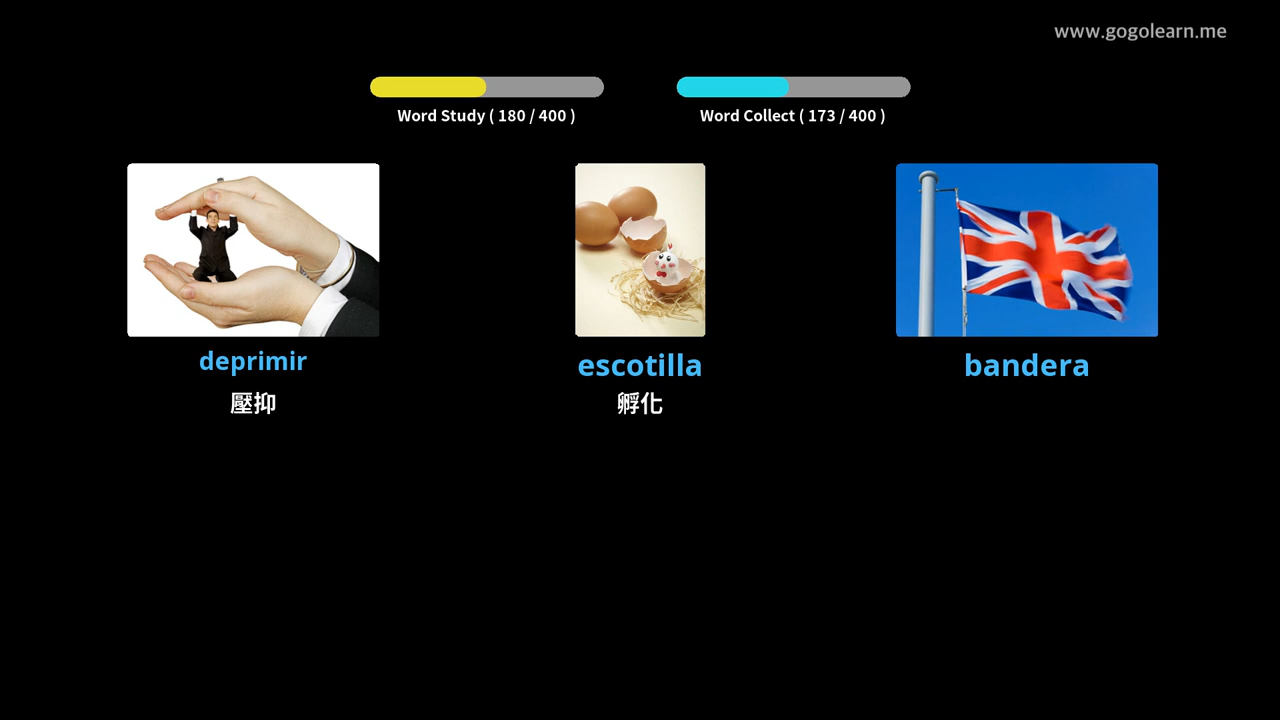 www.gogolearn.me
Word Study ( 180 / 400 )
Word Collect ( 173 / 400 )
deprimir
escotilla
bandera
壓抑
孵化